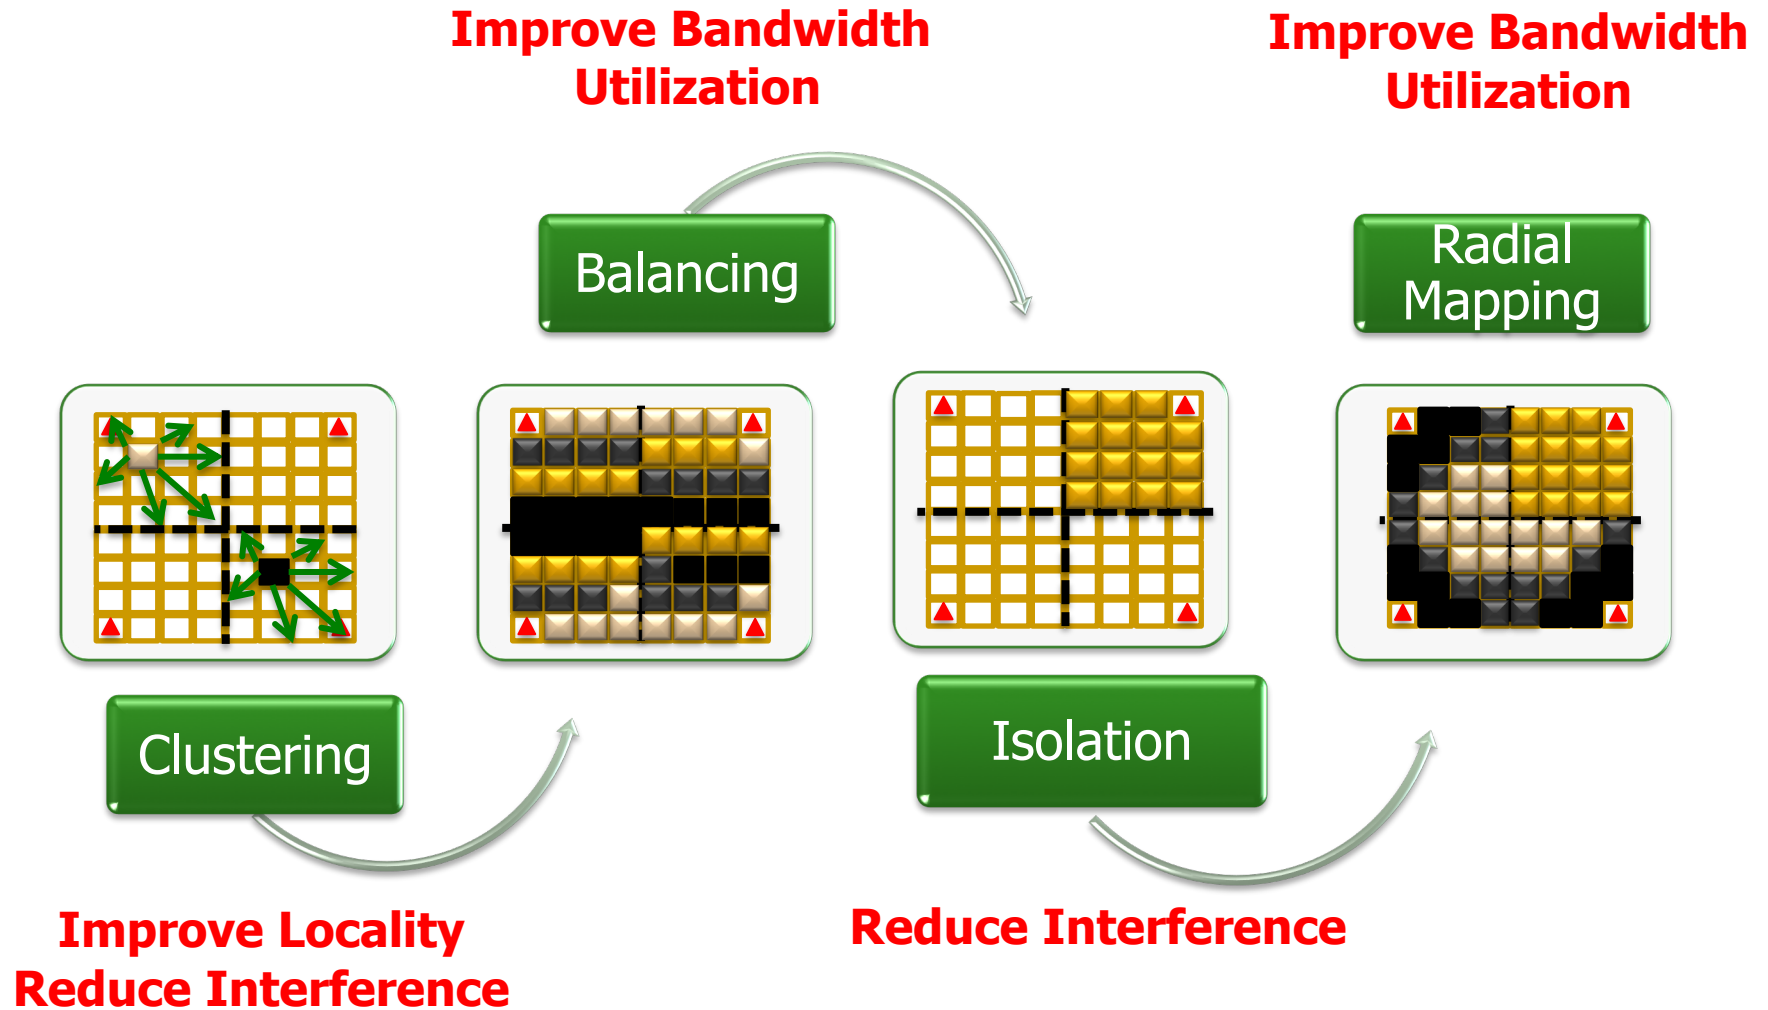 Improve Bandwidth
Utilization
Improve Bandwidth
Utilization
Balancing
Radial
Mapping
Clustering
Isolation
Improve Locality
Reduce Interference
Reduce Interference